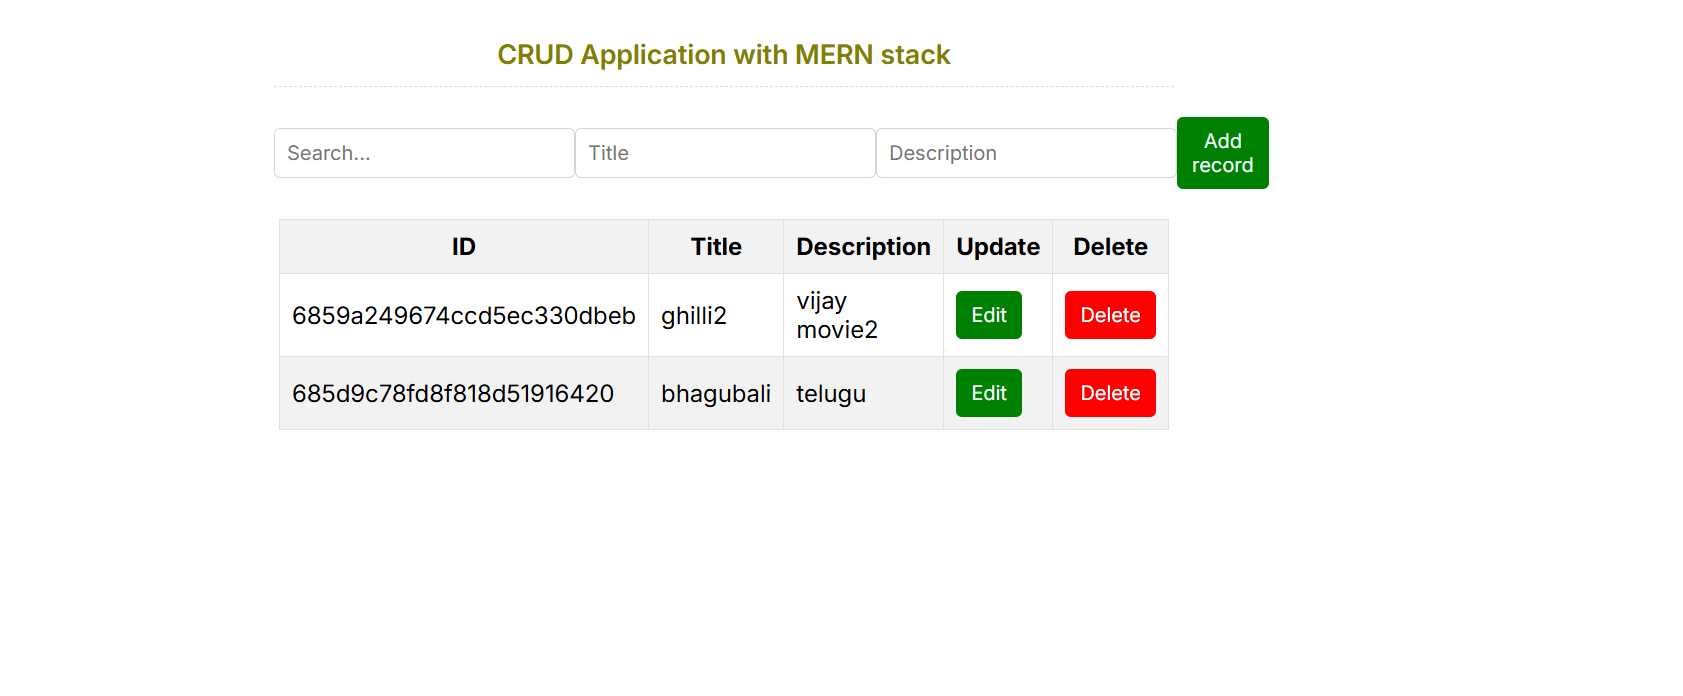 CRUD Application with MERN stack
Search...
Title
Description
Add
record
ID Title Description Update Delete
6859a249674ccd5ec330dbeb ghilli2 vijay movie2 Edit Delete
685d9c78fd8f818d51916420 bhagubali telugu Edit Delete